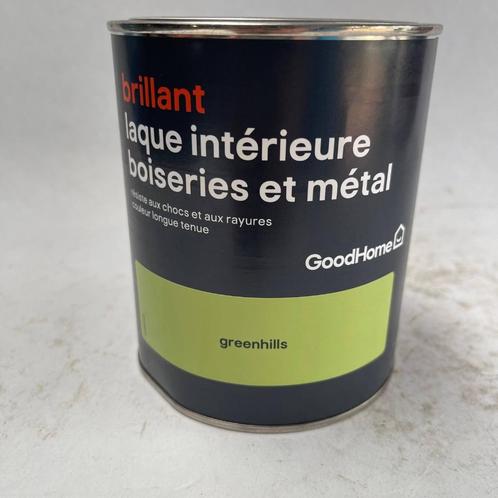 brillant
laque intérieure
boiseries et métal
résiste aux chocs et aux rayures
couleur longue tenue
GoodHome
greenhills